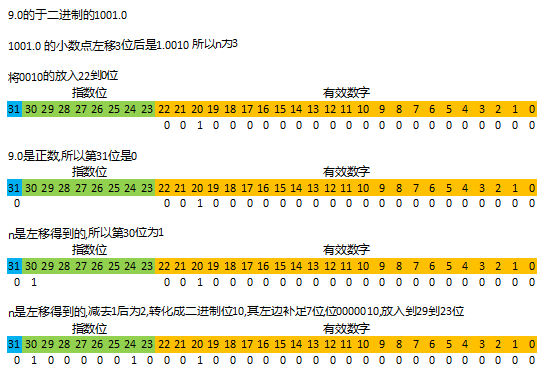 9.0的于二进制的1001.0
1001.0 的小数点左移3位后是1.0010 所以n为3
将0010的放入22到0位
指数位 有效数字
31 30 29 28 27 26 25 24 23 22 21 20 19 18 17 16 15 14 13 12 11 10 9 8 7 6 5 4 3 2 1 0
0 0 1 0 0 0 0 0 0 0 0 0 0 0 0 0 0 0 0 0 0 0 0
9.0是正数,所以第31位是0
指数位 有效数字
31 30 29 28 27 26 25 24 23 22 21 20 19 18 17 16 15 14 13 12 11 10 9 8 7 6 5 4 3 2 1 0
0 0 0 1 0 0 0 0 0 0 0 0 0 0 0 0 0 0 0 0 0 0 0 0
n是左移得到的,所以第30位为1
指数位 有效数字
31 30 29 28 27 26 25 24 23 22 21 20 19 18 17 16 15 14 13 12 11 10 9 8 7 6 5 4 3 2 1 0
0 1 0 0 1 0 0 0 0 0 0 0 0 0 0 0 0 0 0 0 0 0 0 0 0
n是左移得到的,减去1后为2,转化成二进制位10,其左边补足7位,位0000010,放入到29到23位
指数位 有效数字
31 30 29 28 27 26 25 24 23 22 21 20 19 18 17 16 15 14 13 12 11 10 9 8 7 6 5 4 3 2 1 0
0 1 0 0 0 0 0 1 0 0 0 1 0 0 0 0 0 0 0 0 0 0 0 0 0 0 0 0 0 0 0 0